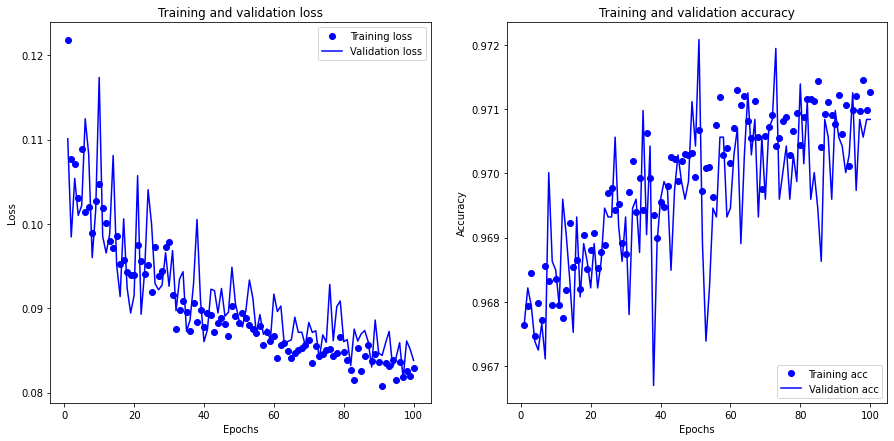 Training and validation loss
Training loss
Validation loss
0.12
0.11
0.10
0.09
0.08
Loss
0
20
40
60
80
100
Epochs
Training and validation accuracy
0.972
0.971
0.970
0.969
0.968
0.967
Accuracy
Training acc
Validation acc
0
20
40
60
80
100
Epochs